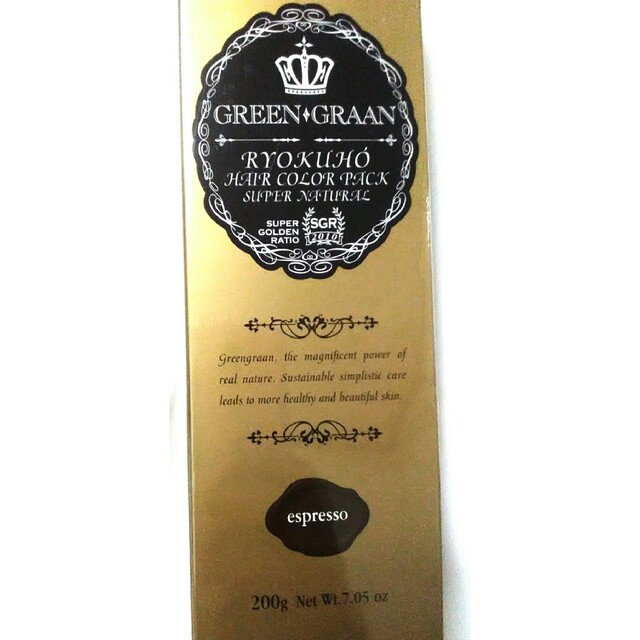 GREEN♦GRAAN
RYOKUHÓ
HAIR COLOR PACK
SUPER NATURAL
SUPER
GOLDEN
RATIO
SGR
2010
Greengraan, the magnificent power of
real nature. Sustainable simplistic care
leads to more healthy and beautiful skin.
espresso
200g Net Wt.7.05 oz